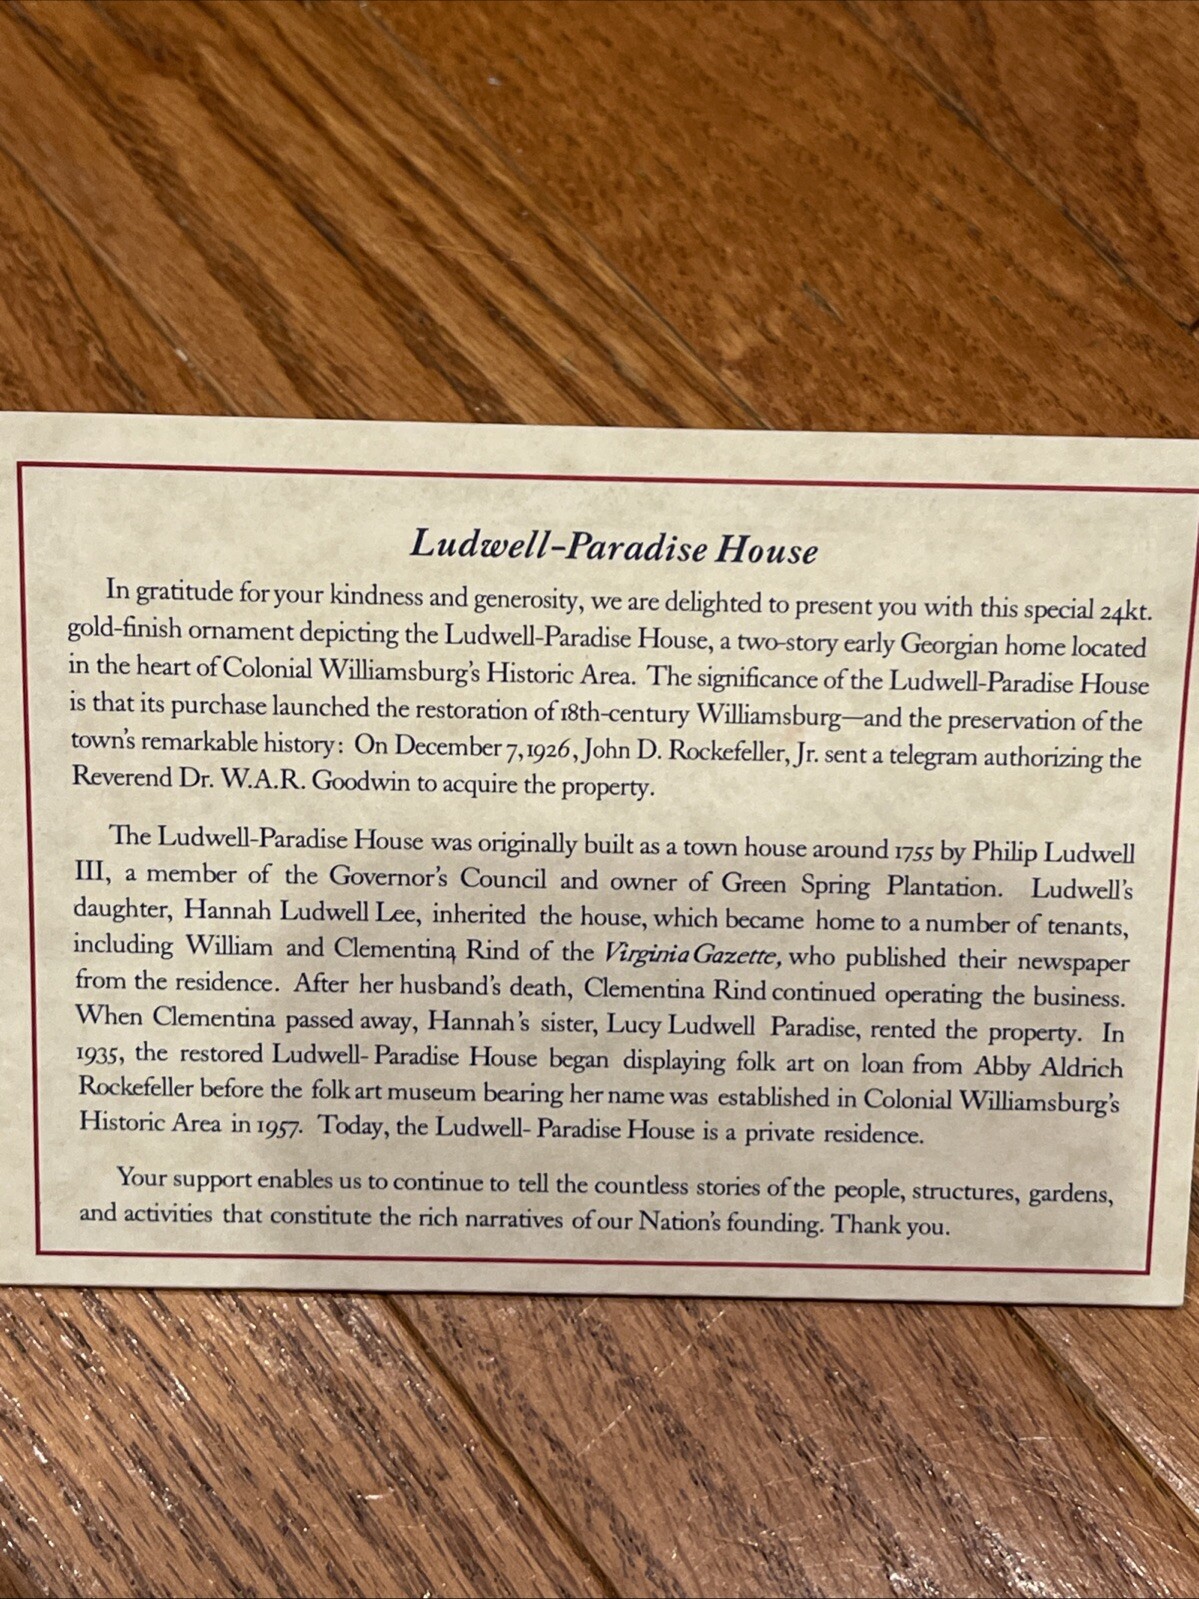 Ludwell-Paradise House
In gratitude for your kindness and generosity, we are delighted to present you with this special 24kt.
gold-finish ornament depicting the Ludwell-Paradise House, a two-story early Georgian home located
in the heart of Colonial Williamsburg's Historic Area. The significance of the Ludwell-Paradise House
is that its purchase launched the restoration of 18th-century Williamsburg—and the preservation of the
town's remarkable history: On December 7, 1926, John D. Rockefeller, Jr. sent a telegram authorizing the
Reverend Dr. W.A.R. Goodwin to acquire the property.
The Ludwell-Paradise House was originally built as a town house around 1755 by Philip Ludwell
III, a member of the Governor's Council and owner of Green Spring Plantation. Ludwell's
daughter, Hannah Ludwell Lee, inherited the house, which became home to a number of tenants,
including William and Clementina Rind of the Virginia Gazette, who published their newspaper
from the residence. After her husband's death, Clementina Rind continued operating the business.
When Clementina passed away, Hannah's sister, Lucy Ludwell Paradise, rented the property. In
1935, the restored Ludwell- Paradise House began displaying folk art on loan from Abby Aldrich
Rockefeller before the folk art museum bearing her name was established in Colonial Williamsburg's
Historic Area in 1957. Today, the Ludwell- Paradise House is a private residence.
Your support enables us to continue to tell the countless stories of the people, structures, gardens,
and activities that constitute the rich narratives of our Nation's founding. Thank you.